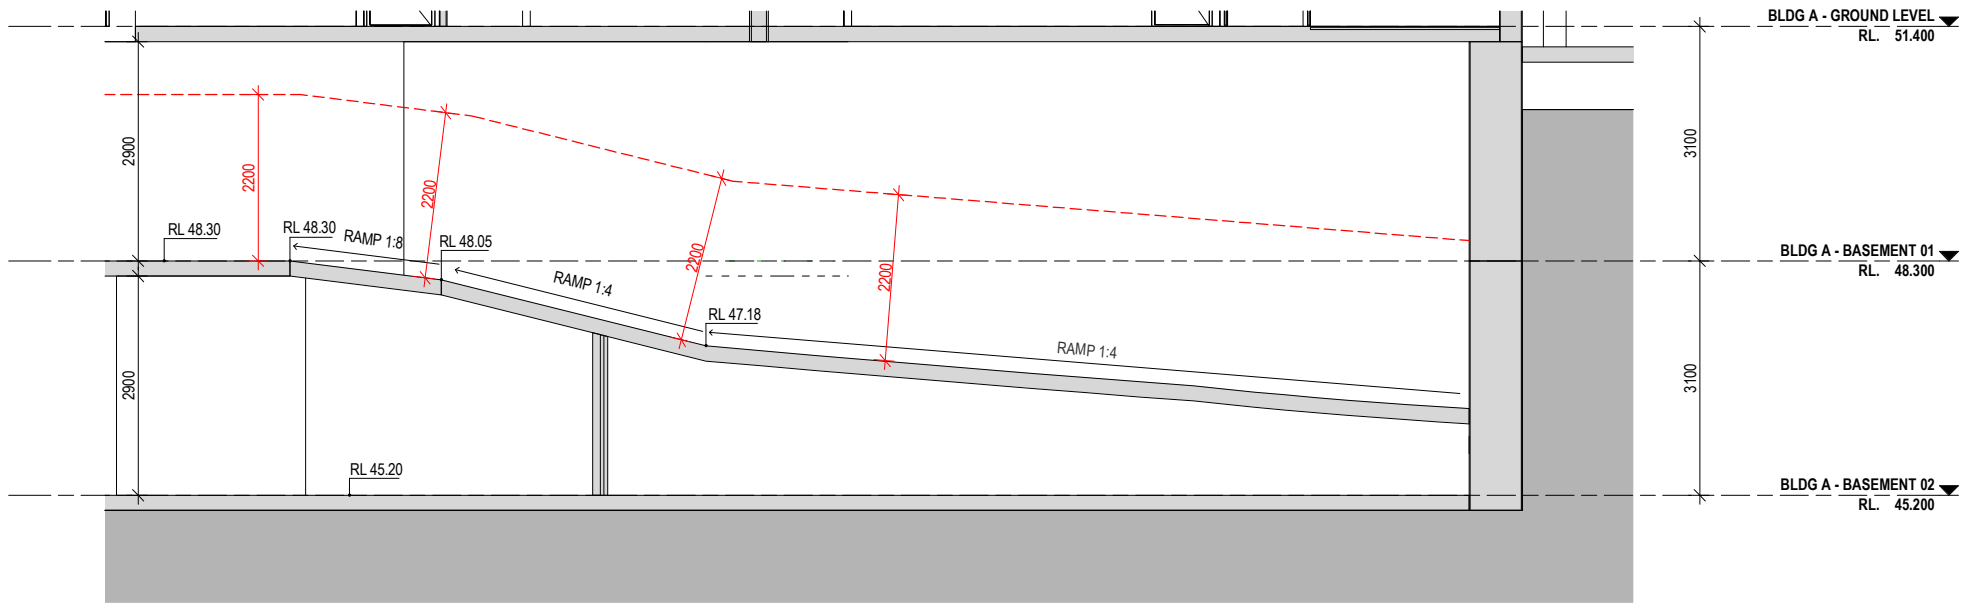 BLDG A - GROUND LEVEL
RL. 51.400
2900
3100
2200
2200
RL 48.30
RL 48.30
RAMP 1:8
RL 48.05
2200
2200
BLDG A - BASEMENT 01
RL. 48.300
RAMP 1:4
RL 47.18
RAMP 1:4
2900
3100
RL 45.20
BLDG A - BASEMENT 02
RL. 45.200